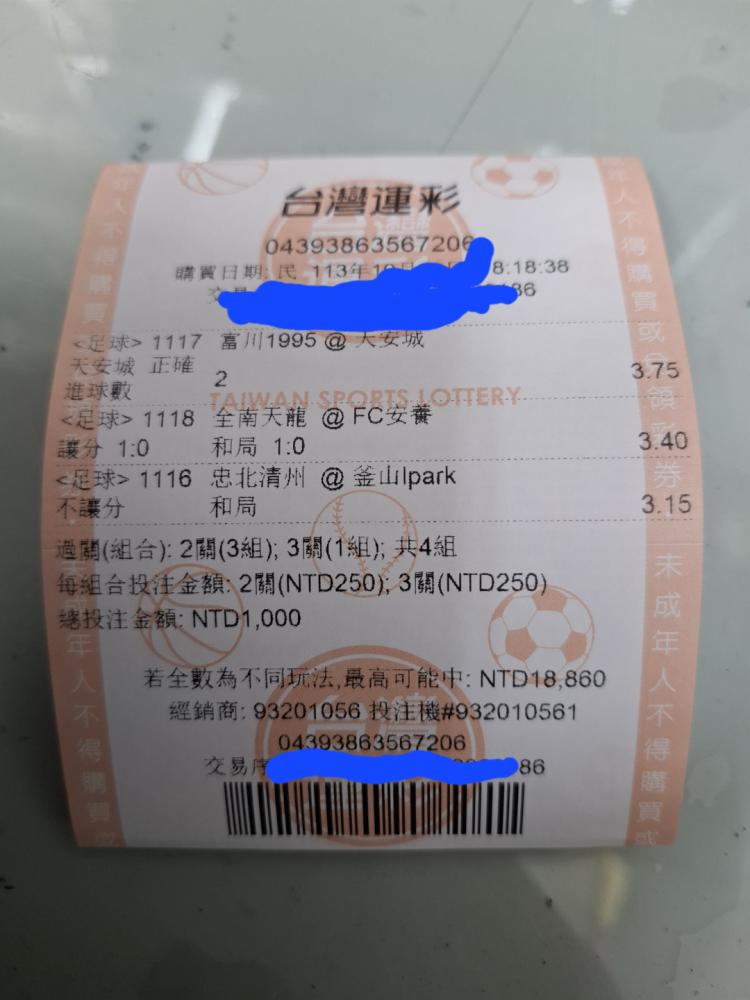 台灣運彩
04393863567206
購買日期: 民 113年10月 8:18:38
交易 86
<足球> 1117 富川1995 @ 天安城
天安城 正確
進球數 2 3.75
TAIWAN SPORTS LOTTERY
<足球> 1118 全南天龍 @ FC安養
讓分 1:0 和局 1:0 3.40
<足球> 1116 忠北清州 @ 釜山Ipark
不讓分 和局 3.15
過關(組合): 2關(3組); 3關(1組); 共4組
每組合投注金額: 2關(NTD250); 3關(NTD250)
總投注金額: NTD1,000
若全數為不同玩法,最高可能中: NTD18,860
經銷商: 93201056 投注機#932010561
04393863567206
交易序 86
年人不得購買或
未成年人不得購買或